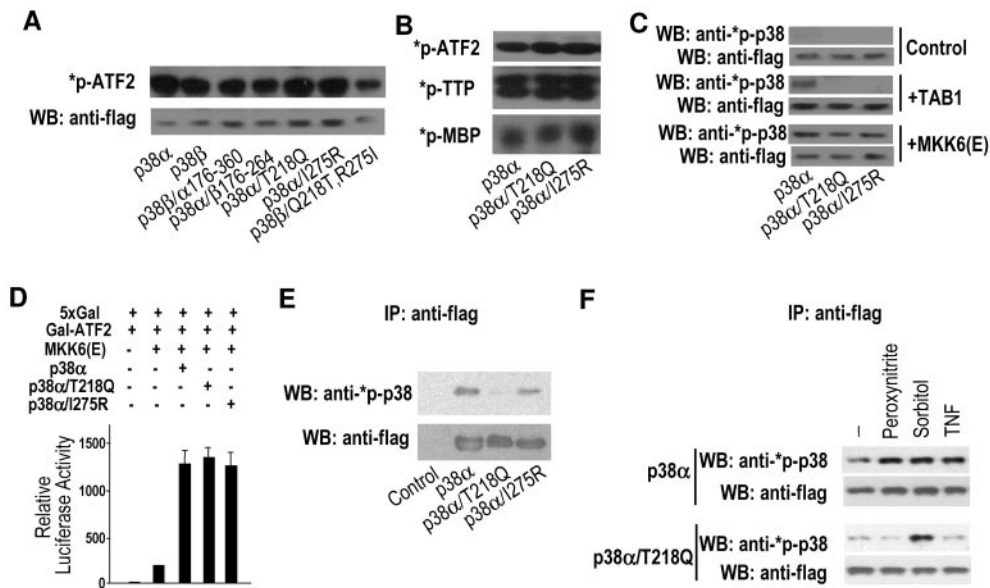 A
*p-ATF2
WB: anti-flag
p38α
p38β
p38β/α176-360
p38α/β176-264
p38α/T218Q
p38α/I275R
p38β/Q218T,R275I
B
*p-ATF2
*p-TTP
*p-MBP
p38α
p38α/T218Q
p38α/I275R
C
WB: anti-*p-p38
WB: anti-flag
Control
WB: anti-*p-p38
WB: anti-flag
+TAB1
WB: anti-*p-p38
WB: anti-flag
+MKK6(E)
p38α
p38α/T218Q
p38α/I275R
D
5xGal + + + + +
Gal-ATF2 + + + + +
MKK6(E) - + + + +
p38α - - + - -
p38α/T218Q - - - + -
p38α/I275R - - - - +
Relative
Luciferase Activity
1500
1000
500
0
E
IP: anti-flag
WB: anti-*p-p38
WB: anti-flag
Control
p38α
p38α/T218Q
p38α/I275R
F
IP: anti-flag
–
Peroxynitrite
Sorbitol
TNF
p38α
WB: anti-*p-p38
WB: anti-flag
p38α/T218Q
WB: anti-*p-p38
WB: anti-flag